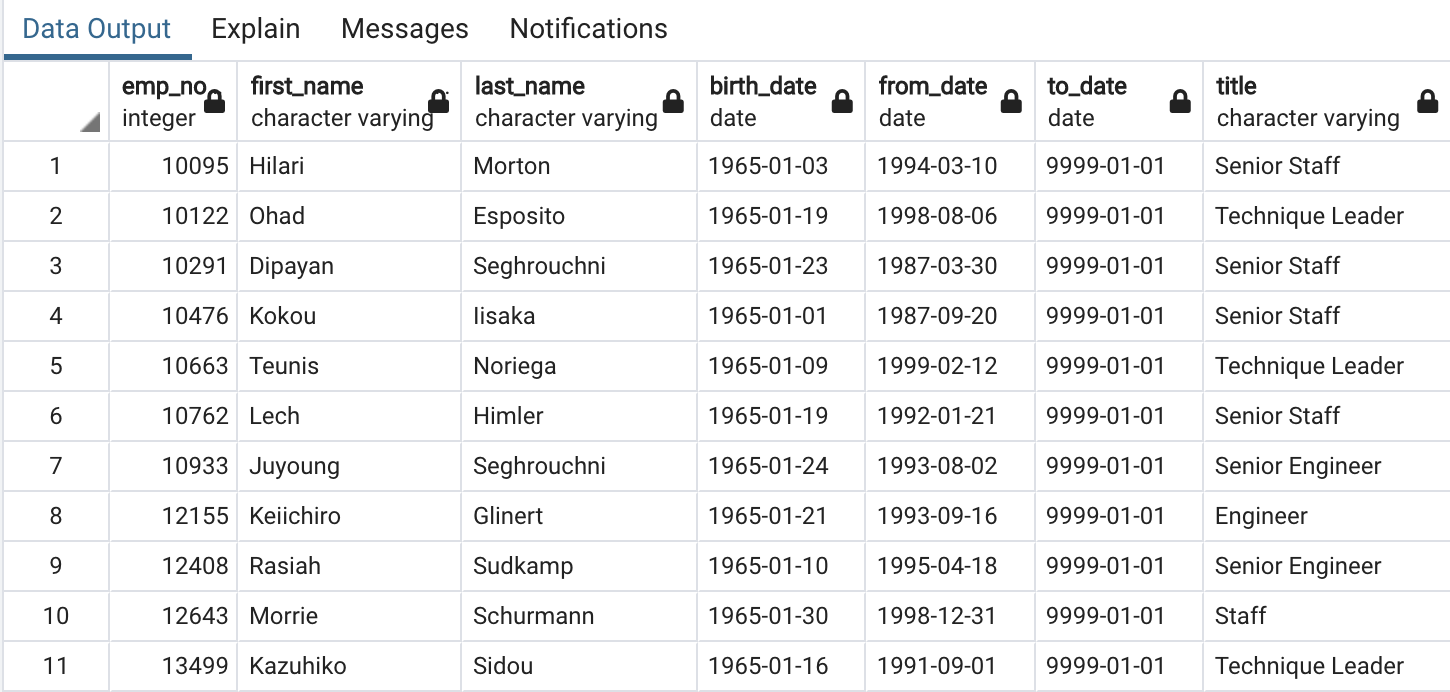 Data Output Explain Messages Notifications
emp_no first_name last_name birth_date from_date to_date title
integer character varying character varying date date date character varying
1 10095 Hilari Morton 1965-01-03 1994-03-10 9999-01-01 Senior Staff
2 10122 Ohad Esposito 1965-01-19 1998-08-06 9999-01-01 Technique Leader
3 10291 Dipayan Seghrouchni 1965-01-23 1987-03-30 9999-01-01 Senior Staff
4 10476 Kokou Iisaka 1965-01-01 1987-09-20 9999-01-01 Senior Staff
5 10663 Teunis Noriega 1965-01-09 1999-02-12 9999-01-01 Technique Leader
6 10762 Lech Himler 1965-01-19 1992-01-21 9999-01-01 Senior Staff
7 10933 Juyoung Seghrouchni 1965-01-24 1993-08-02 9999-01-01 Senior Engineer
8 12155 Keiichiro Glinert 1965-01-21 1993-09-16 9999-01-01 Engineer
9 12408 Rasiah Sudkamp 1965-01-10 1995-04-18 9999-01-01 Senior Engineer
10 12643 Morrie Schurmann 1965-01-30 1998-12-31 9999-01-01 Staff
11 13499 Kazuhiko Sidou 1965-01-16 1991-09-01 9999-01-01 Technique Leader